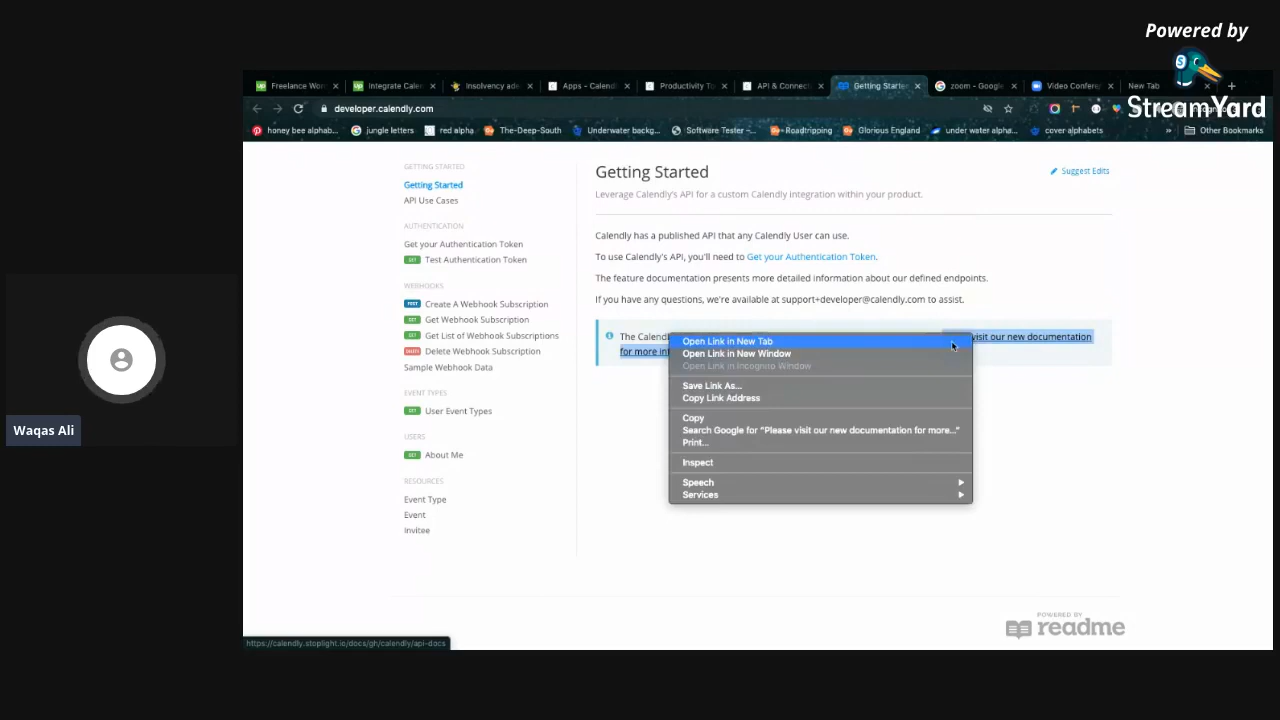 Powered by
StreamYard
Freelance Wor
Integrate Cale
Insolvency ad
Apps - Calend
Productivity To
API & Connect
Getting Starte
zoom - Google
Video Confere
New Tab
developer.calendly.com
honey bee alphab...
jungle letters
red alpha
The-Deep-South
Underwater backg...
Software Tester –...
Roadtripping
Glorious England
under water alpha...
cover alphabets
»
Other Bookmarks
GETTING STARTED
Getting Started
API Use Cases
AUTHENTICATION
Get your Authentication Token
GET Test Authentication Token
WEBHOOKS
POST Create A Webhook Subscription
GET Get Webhook Subscription
GET Get List of Webhook Subscriptions
DELETE Delete Webhook Subscription
Sample Webhook Data
EVENT TYPES
GET User Event Types
USERS
GET About Me
RESOURCES
Event Type
Event
Invitee
Getting Started
Suggest Edits
Leverage Calendly's API for a custom Calendly integration within your product.
Calendly has a published API that any Calendly User can use.
To use Calendly's API, you'll need to Get your Authentication Token.
The feature documentation presents more detailed information about our defined endpoints.
If you have any questions, we're available at support+developer@calendly.com to assist.
The Calend visit our new documentation
for more in
Open Link in New Tab
Open Link in New Window
Open Link in Incognito Window
Save Link As...
Copy Link Address
Copy
Search Google for "Please visit our new documentation for more..."
Print...
Inspect
Speech
Services
POWERED BY
readme
https://calendly.stoplight.io/docs/gh/calendly/api-docs
Waqas Ali